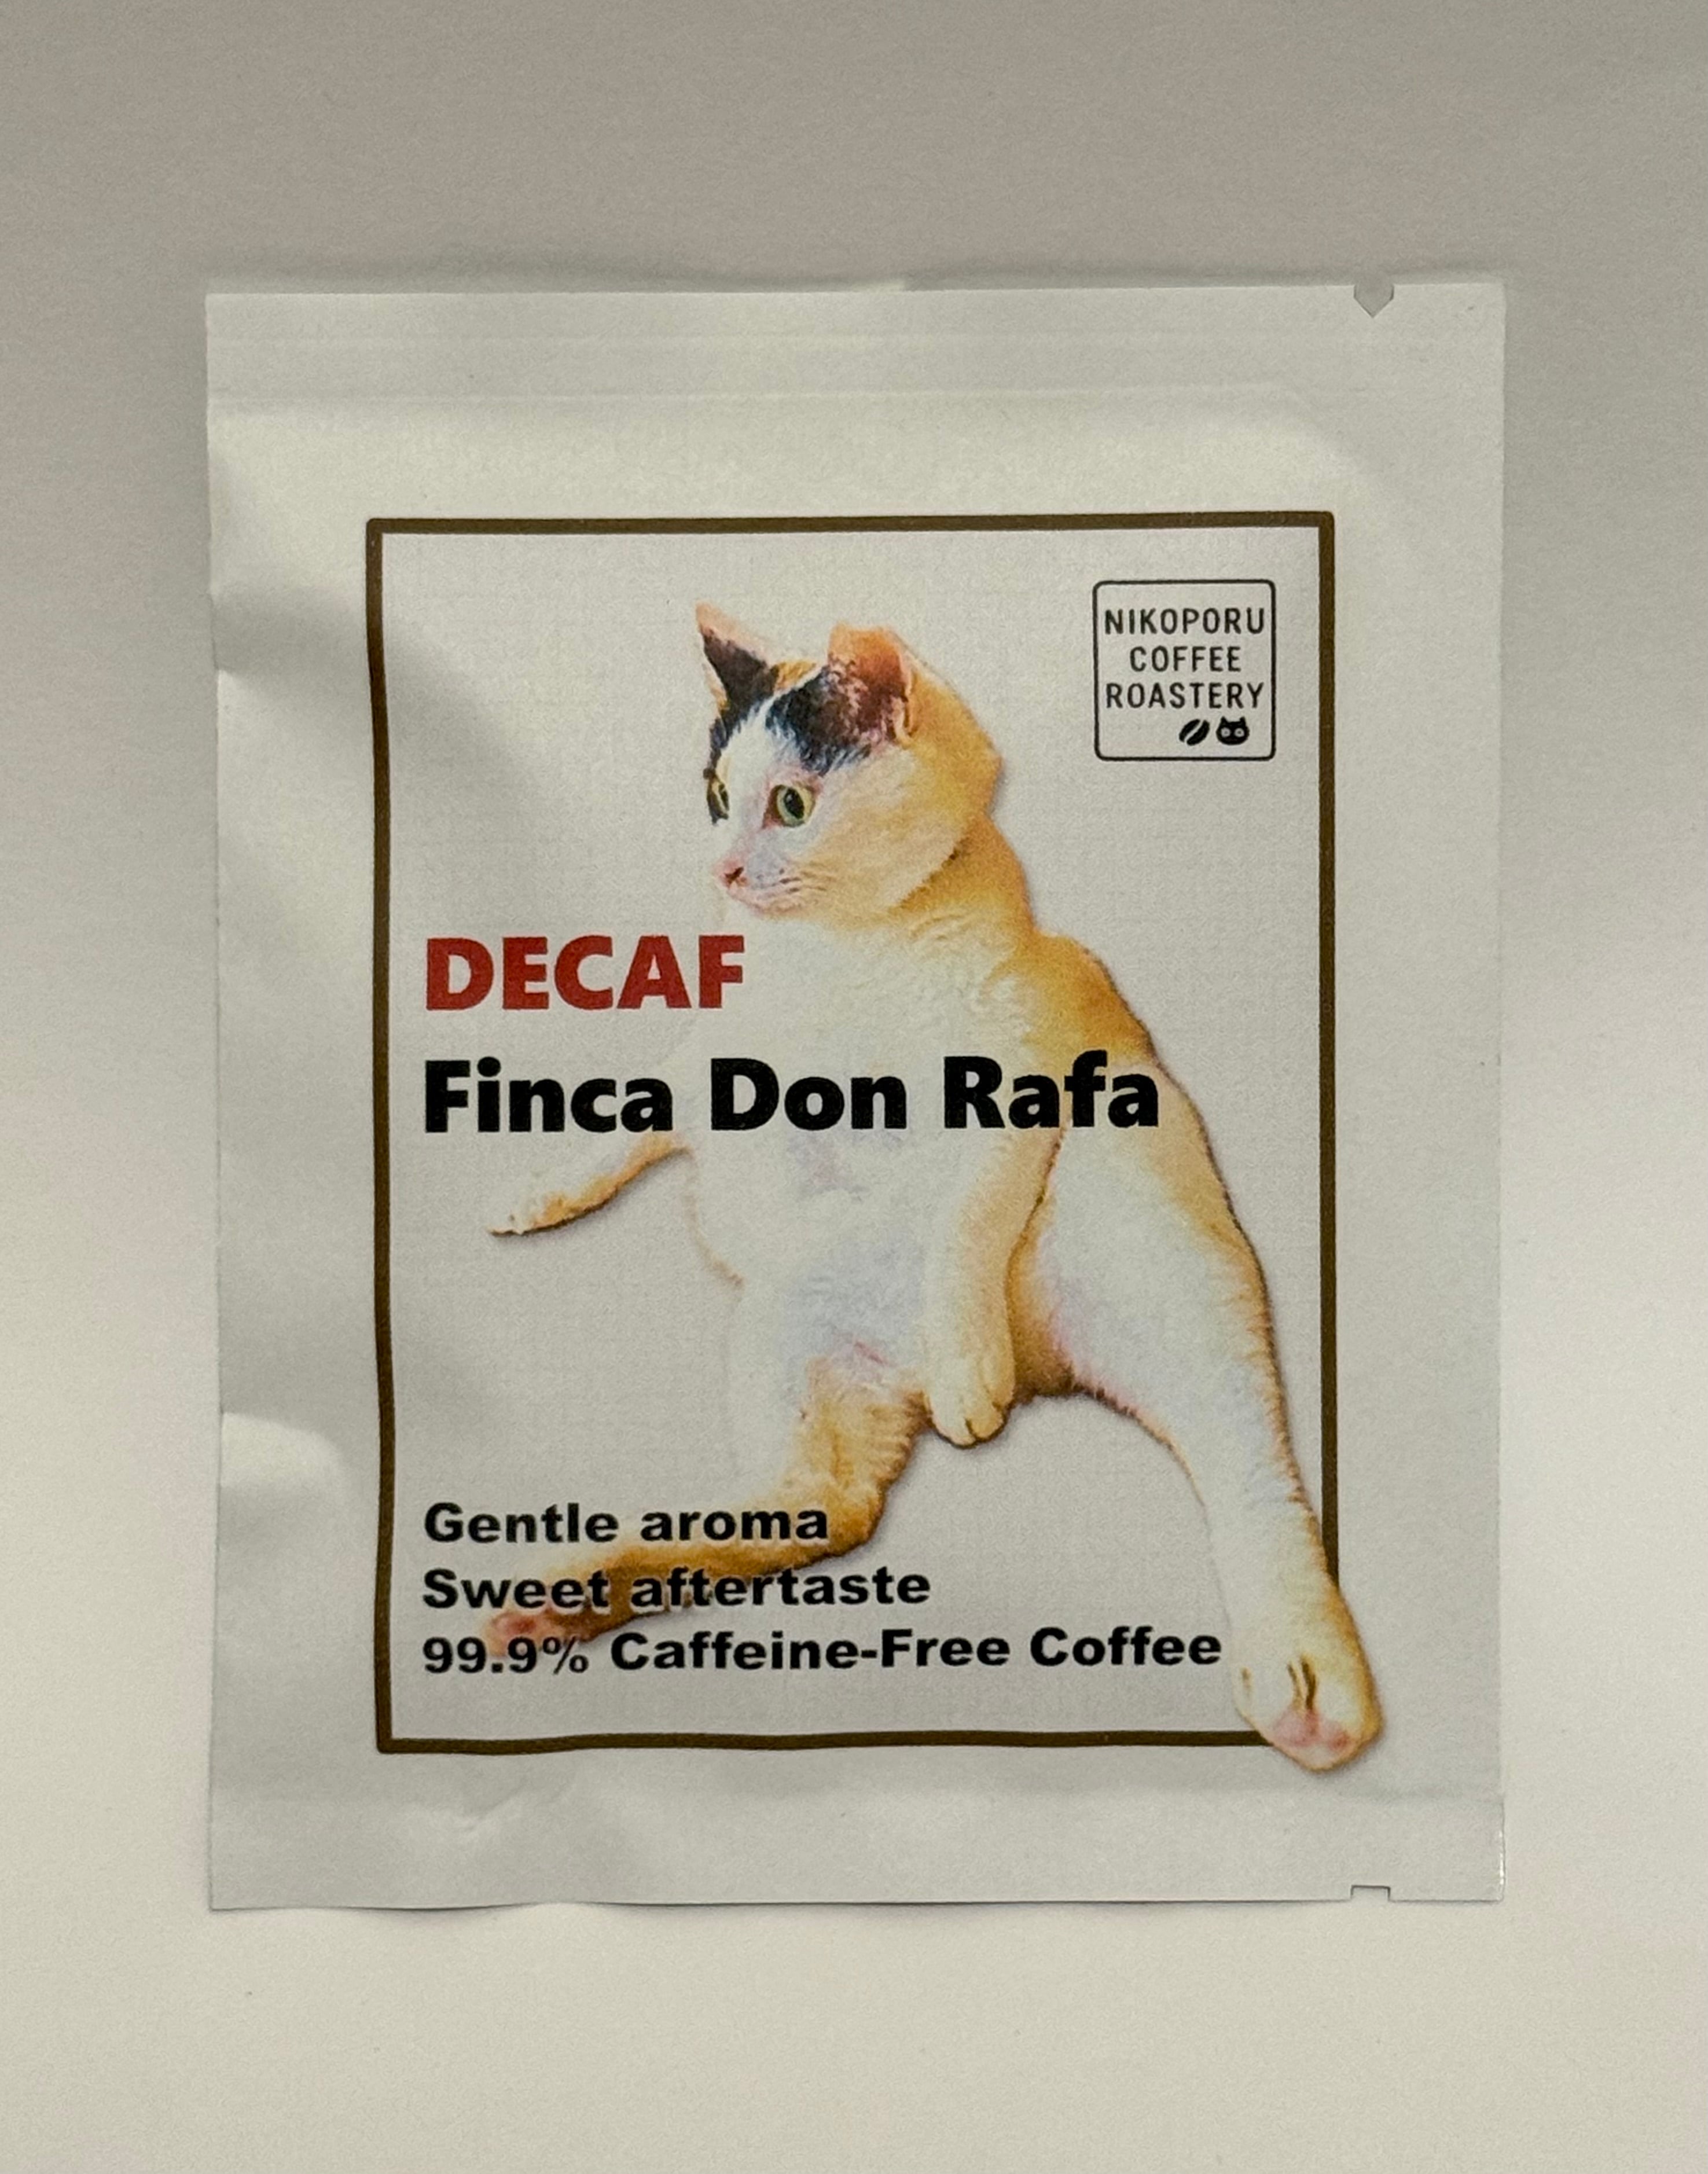 NIKOPORU
COFFEE
ROASTERY
DECAF
Finca Don Rafa
Gentle aroma
Sweet aftertaste
99.9% Caffeine-Free Coffee